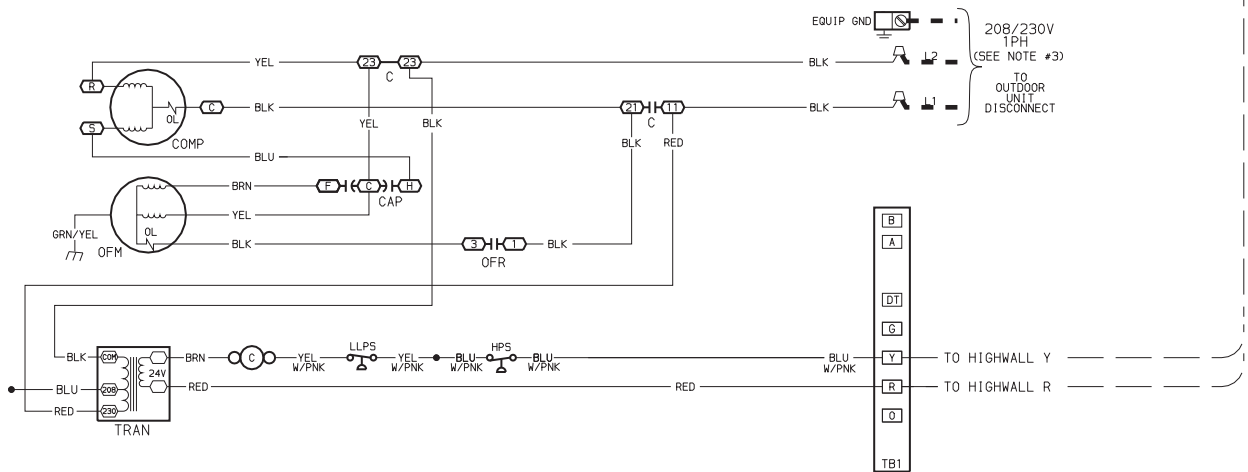 EQUIP GND
208/230V
1PH
(SEE NOTE #3)
TO
OUTDOOR
UNIT
DISCONNECT
YEL
23
23
C
BLK
L2
R
C
BLK
21
11
C
BLK
L1
OL
S
COMP
YEL
BLK
BLK
RED
BLU
BRN
F
C
H
CAP
YEL
GRN/YEL
OL
OFM
BLK
3
1
BLK
OFR
B
A
DT
G
BLK
COM
BRN
C
YEL
W/PNK
LLPS
YEL
W/PNK
BLU
W/PNK
HPS
BLU
W/PNK
BLU
W/PNK
Y
TO HIGHWALL Y
24V
BLU
208
RED
RED
R
TO HIGHWALL R
RED
230
O
TRAN
TB1